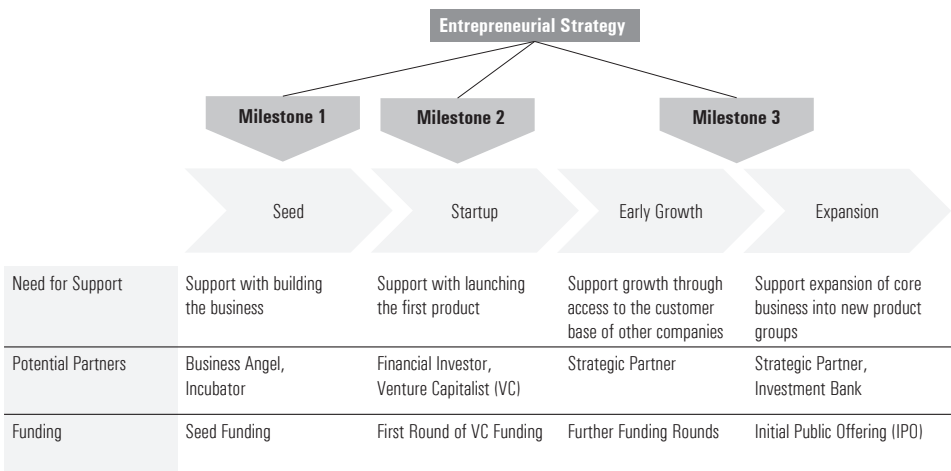 Entrepreneurial Strategy
Milestone 1
Milestone 2
Milestone 3
Seed
Startup
Early Growth
Expansion
Need for Support
Support with building
the business
Support with launching
the first product
Support growth through
access to the customer
base of other companies
Support expansion of core
business into new product
groups
Potential Partners
Business Angel,
Incubator
Financial Investor,
Venture Capitalist (VC)
Strategic Partner
Strategic Partner,
Investment Bank
Funding
Seed Funding
First Round of VC Funding
Further Funding Rounds
Initial Public Offering (IPO)